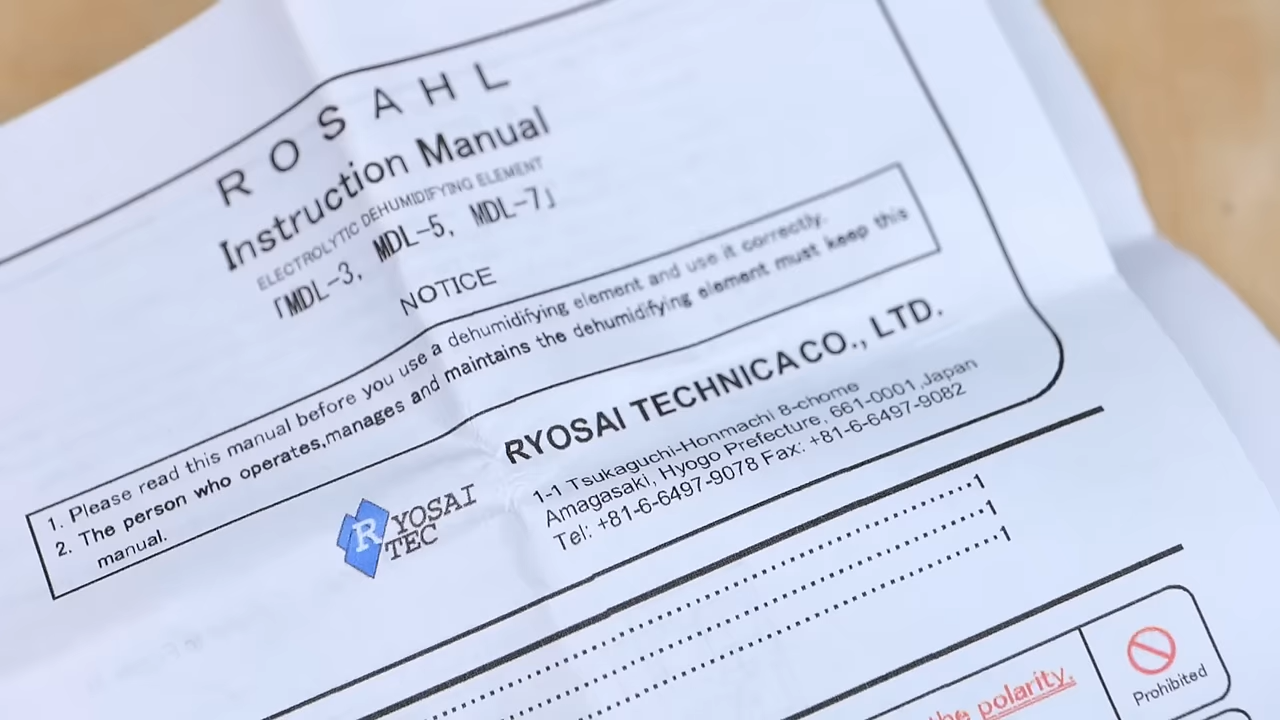 ROSAHL
Instruction Manual
ELECTROLYTIC DEHUMIDIFYING ELEMENT
「MDL-3, MDL-5, MDL-7」
NOTICE
1. Please read this manual before you use a dehumidifying element and use it correctly.
2. The person who operates,manages and maintains the dehumidifying element must keep this
manual.
RYOSAI TECHNICA CO., LTD.
1-1 Tsukaguchi-Honmachi 8-chome
Amagasaki, Hyogo Prefecture, 661-0001,Japan
Tel: +81-6-6497-9078 Fax: +81-6-6497-9082
RYOSAI
TEC
1
1
1
the polarity.
Prohibited